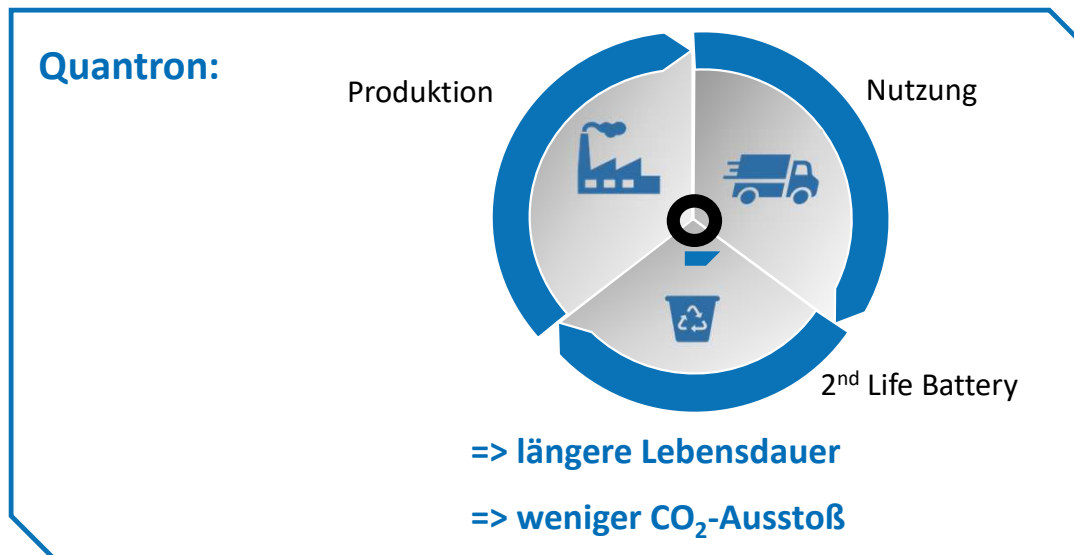 Quantron:
Produktion
Nutzung
2nd Life Battery
=> längere Lebensdauer
=> weniger CO2-Ausstoß